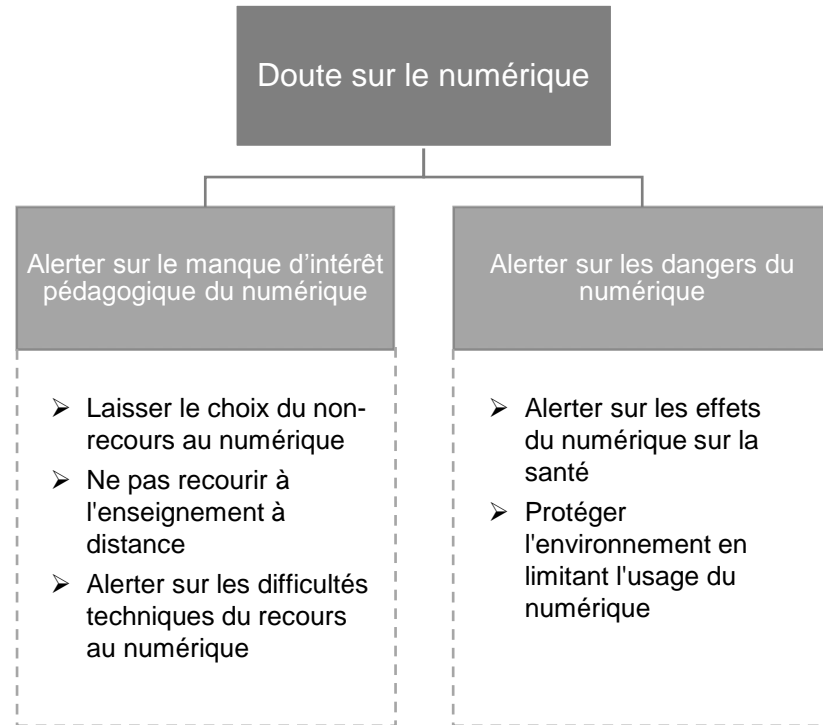 Doute sur le numérique
Alerter sur le manque d’intérêt
pédagogique du numérique
➢ Laisser le choix du non-
recours au numérique
➢ Ne pas recourir à
l'enseignement à
distance
➢ Alerter sur les difficultés
techniques du recours
au numérique
Alerter sur les dangers du
numérique
➢ Alerter sur les effets
du numérique sur la
santé
➢ Protéger
l'environnement en
limitant l'usage du
numérique